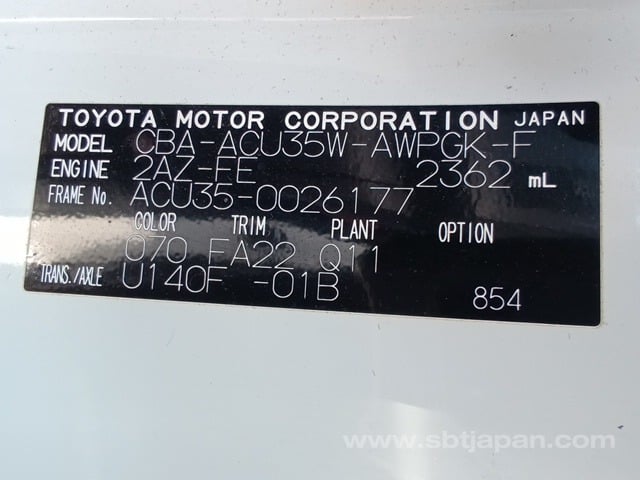 TOYOTA MOTOR CORPORATION JAPAN
MODEL CBA-ACU35W-AWPGK-F
ENGINE 2AZ-FE 2362 mL
FRAME No. ACU35-0026177
COLOR TRIM PLANT OPTION
070 FA22 Q11
TRANS./AXLE U140F -01B
854
www.sbtjapan.com